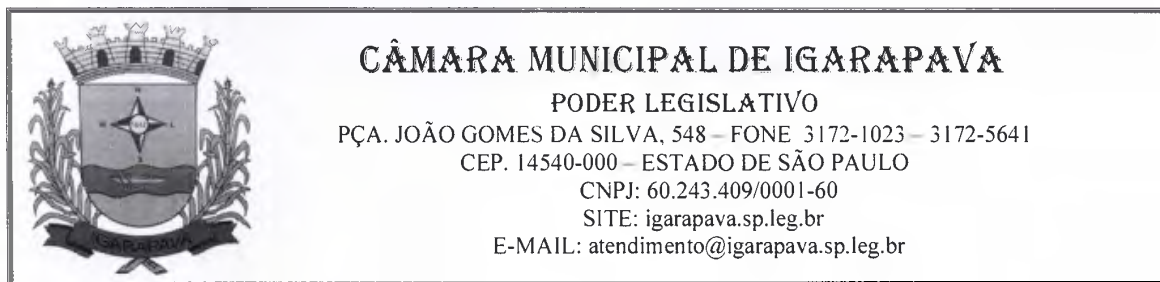 CÂMARA MUNICIPAL DE IGARAPAVA
PODER LEGISLATIVO
PÇA. JOÃO GOMES DA SILVA, 548 – FONE 3172-1023 – 3172-5641
CEP. 14540-000 – ESTADO DE SÃO PAULO
CNPJ: 60.243.409/0001-60
SITE: igarapava.sp.leg.br
E-MAIL: atendimento@igarapava.sp.leg.br
IGARAPAVA